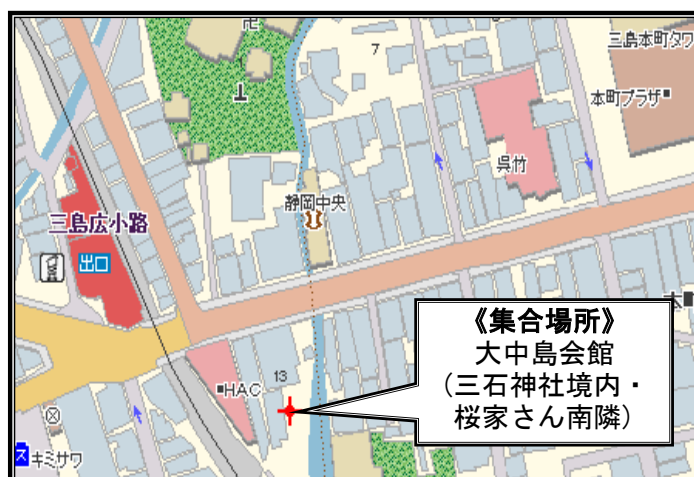 三島本町タワ
7
本町プラザ
呉竹
静岡中央
三島広小路
出口
本町
《集合場所》
大中島会館
(三石神社境内・
桜家さん南隣)
13
HAC
キミサワ